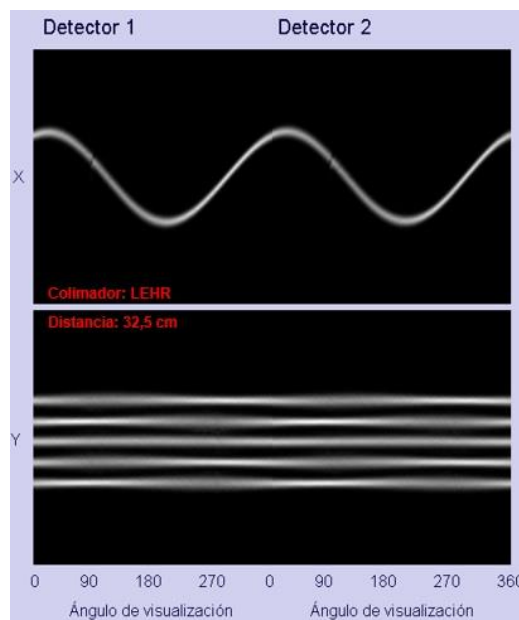 Detector 1 Detector 2
X
Colimador: LEHR
Distancia: 32,5 cm
Y
0 90 180 270 0 90 180 270 360
Ángulo de visualización Ángulo de visualización